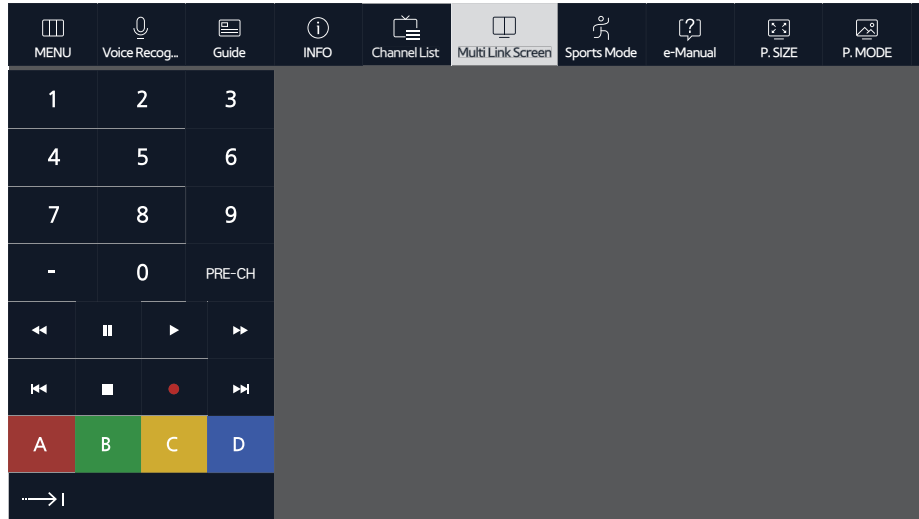 MENU Voice Recog... Guide INFO Channel List Multi Link Screen Sports Mode e-Manual P. SIZE P. MODE
1 2 3
4 5 6
7 8 9
- 0 PRE-CH
A B C D